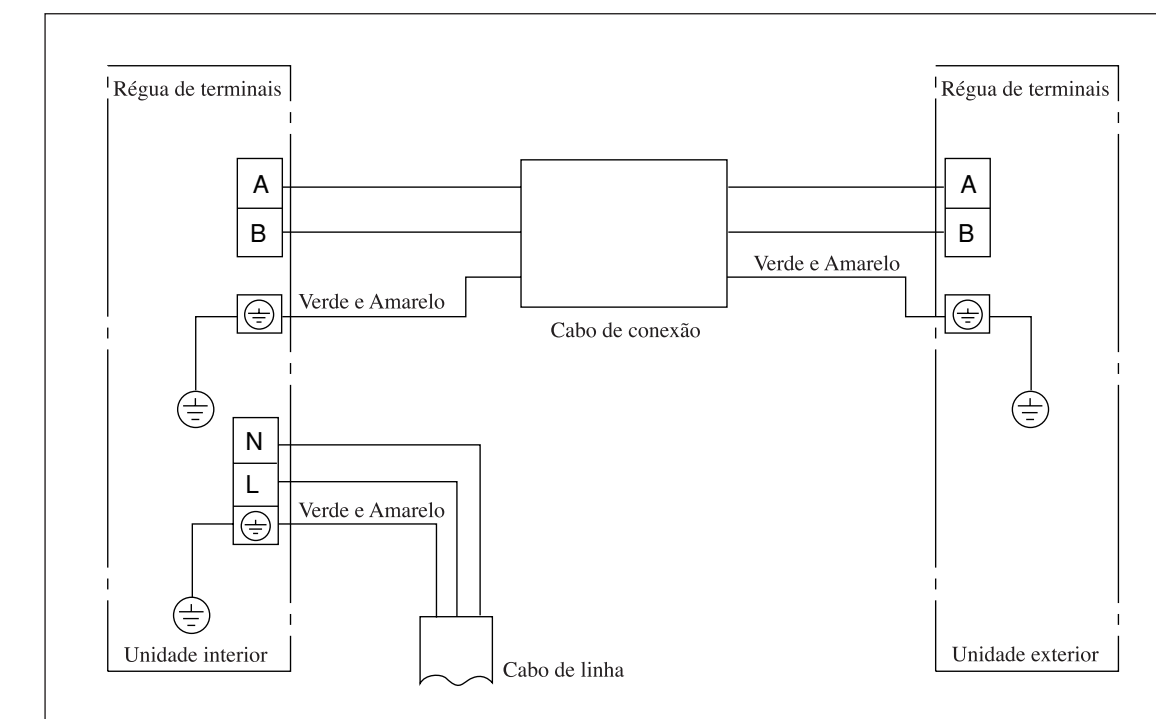 Régua de terminais
Régua de terminais
A
A
B
B
Verde e Amarelo
Verde e Amarelo
Cabo de conexão
N
L
Verde e Amarelo
Unidade interior
Unidade exterior
Cabo de linha